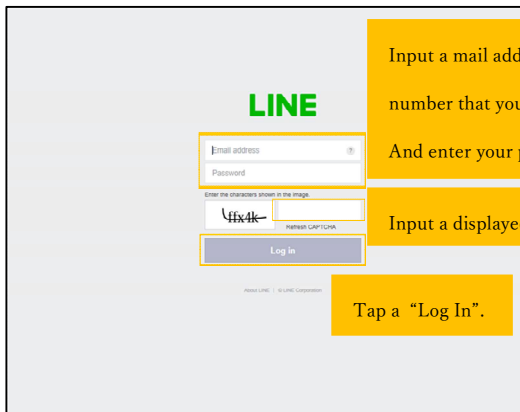 LINE
Email address ?
Password
Enter the characters shown in the image.
ffx4k
Refresh CAPTCHA
Log in
About LINE | © LINE Corporation
Input a mail add
number that you
And enter your p
Input a displaye
Tap a “Log In”.